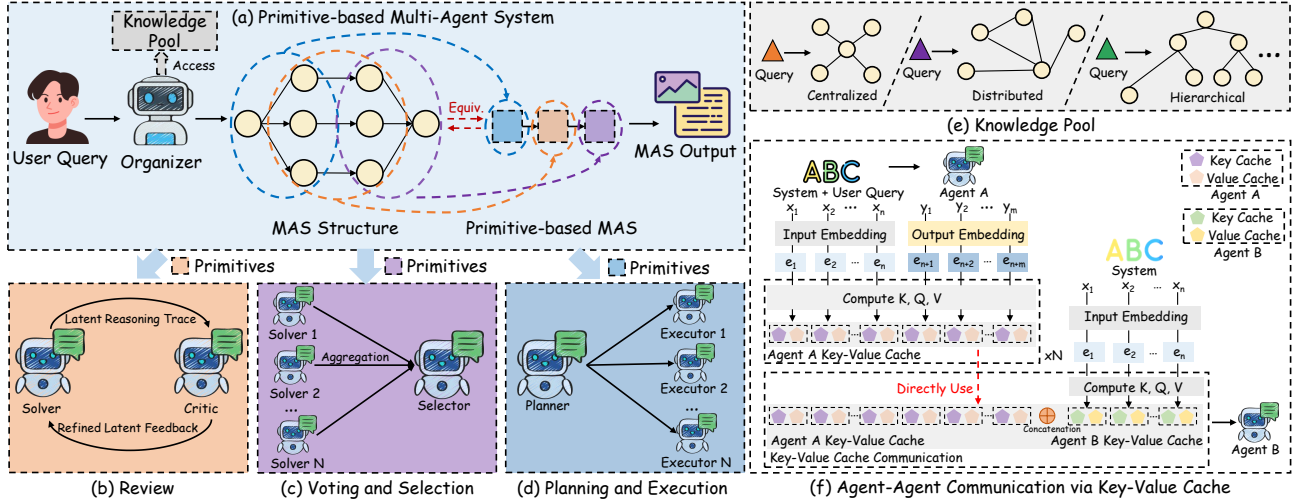 (a) Primitive-based Multi-Agent System
Knowledge
Pool
Access
User Query
Organizer
MAS Structure
Equiv.
Primitive-based MAS
MAS Output
Primitives
Primitives
Primitives
Latent Reasoning Trace
Solver
Critic
Refined Latent Feedback
(b) Review
Solver 1
Solver 2
...
Solver N
Aggregation
Selector
(c) Voting and Selection
Planner
Executor 1
Executor 2
...
Executor N
(d) Planning and Execution
Query
Centralized
Query
Distributed
Query
Hierarchical
...
(e) Knowledge Pool
ABC
System + User Query
Agent A
Key Cache
Value Cache
Agent A
Key Cache
Value Cache
Agent B
x1 x2 ... xn y1 y2 ... ym
Input Embedding Output Embedding
e1 e2 ... en en+1 en+2 ... en+m
Compute K, Q, V
Agent A Key-Value Cache
xN
ABC
System
x1 x2 ... xn
Input Embedding
e1 e2 ... en
Compute K, Q, V
Directly Use
Concatenation
Agent A Key-Value Cache
Agent B Key-Value Cache
Key-Value Cache Communication
Agent B
(f) Agent-Agent Communication via Key-Value Cache